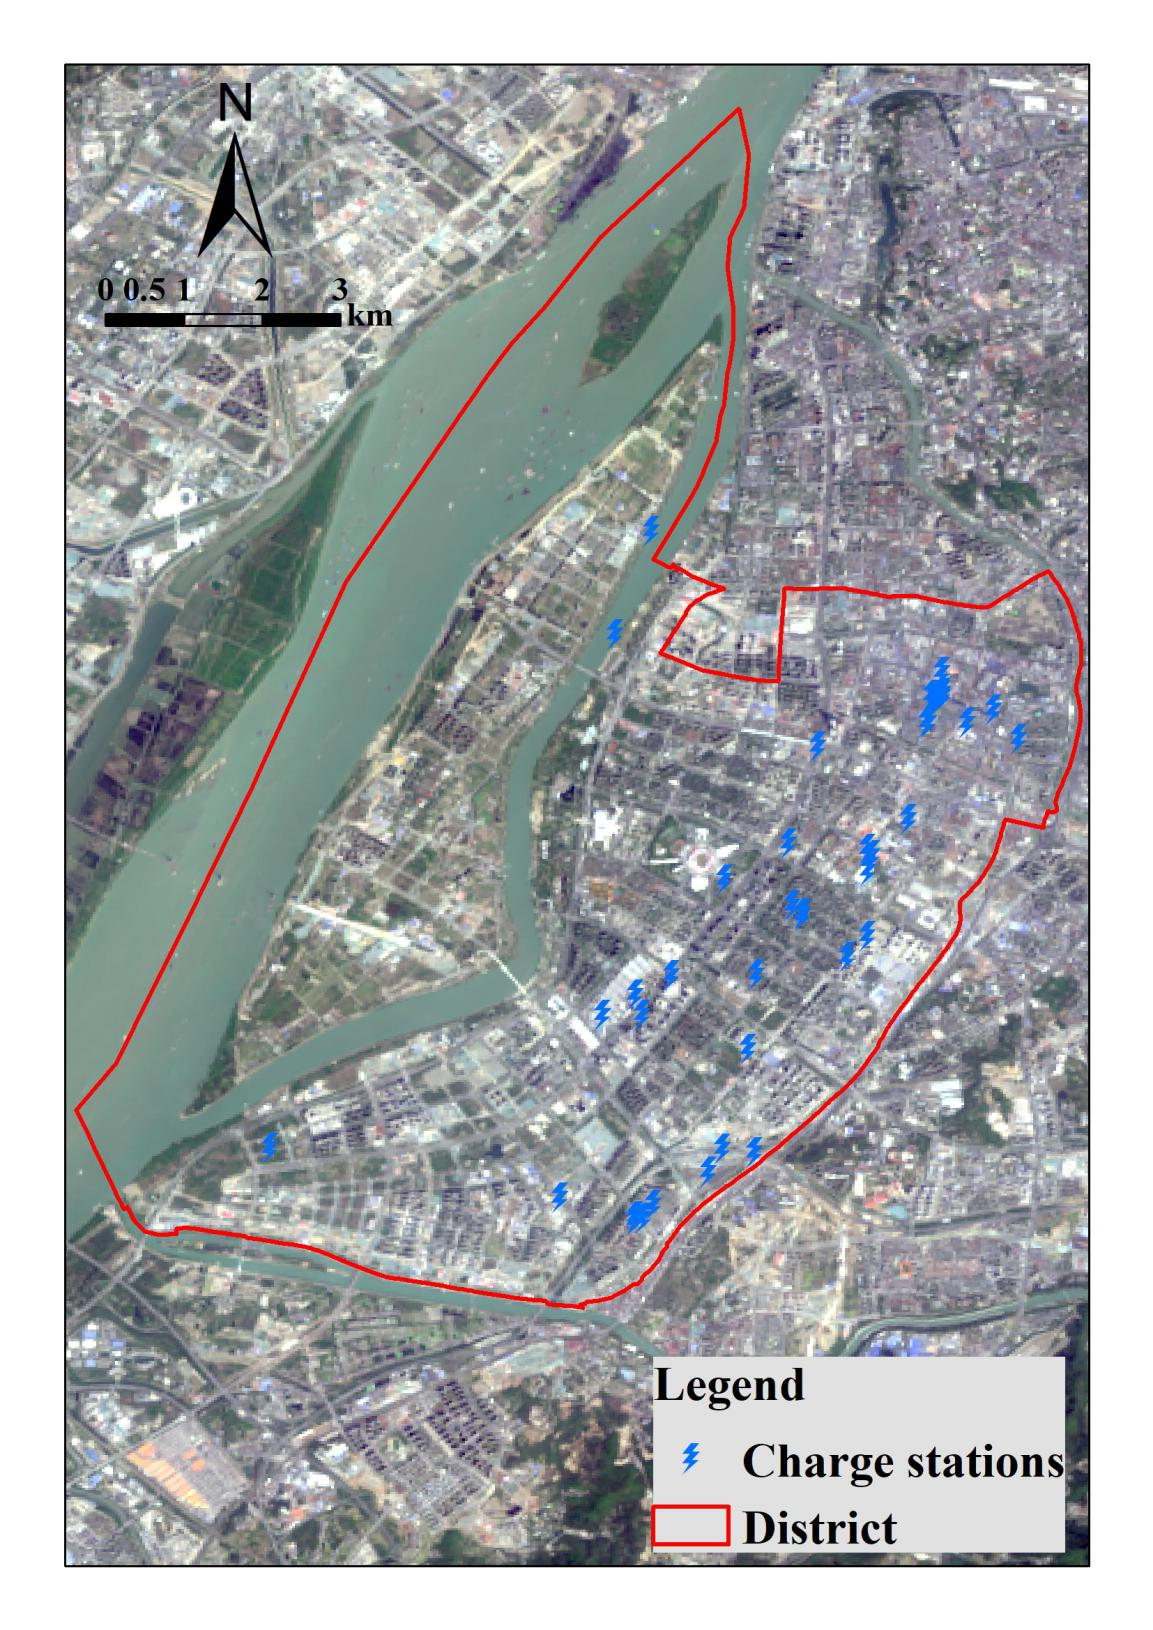 N
0 0.5 1 2 3
km
Legend
Charge stations
District